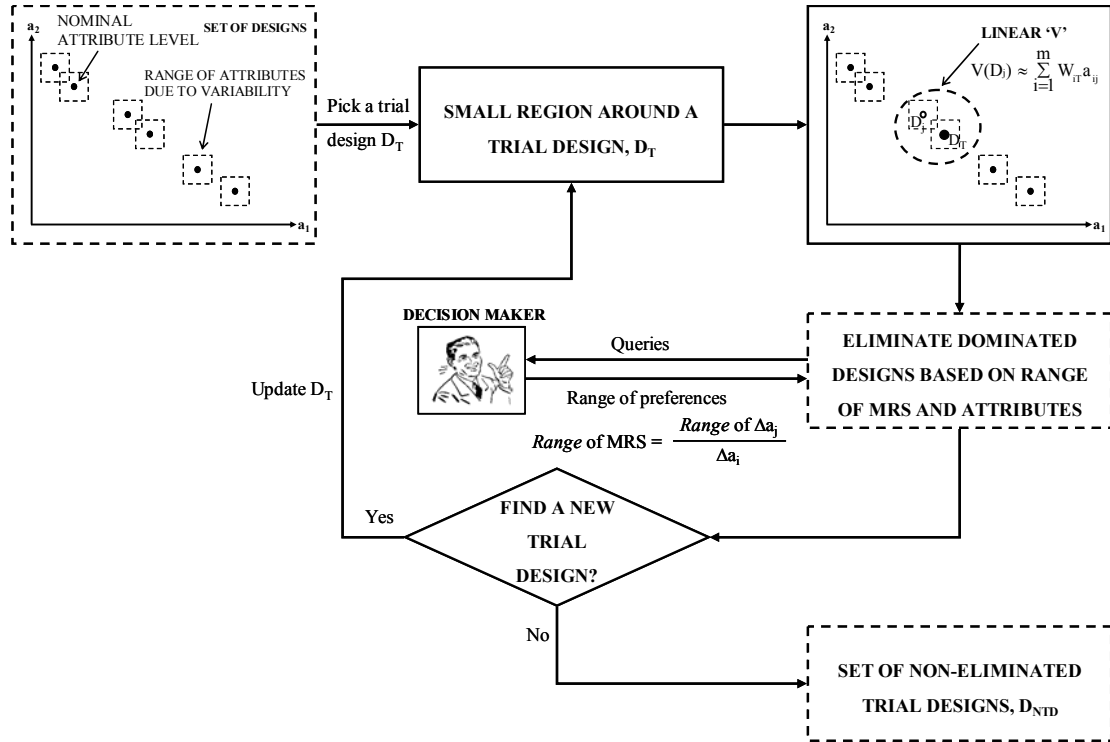 a2
NOMINAL
ATTRIBUTE LEVEL
SET OF DESIGNS
RANGE OF ATTRIBUTES
DUE TO VARIABILITY
a1
Pick a trial
design DT
SMALL REGION AROUND A
TRIAL DESIGN, DT
a2
LINEAR ‘V’
V(Dj) ≈ m∑i=1 WiT aij
Dj
DT
a1
DECISION MAKER
Queries
Range of preferences
Range of MRS = Range of Δaj / Δai
ELIMINATE DOMINATED
DESIGNS BASED ON RANGE
OF MRS AND ATTRIBUTES
Update DT
Yes
FIND A NEW
TRIAL
DESIGN?
No
SET OF NON-ELIMINATED
TRIAL DESIGNS, DNTD